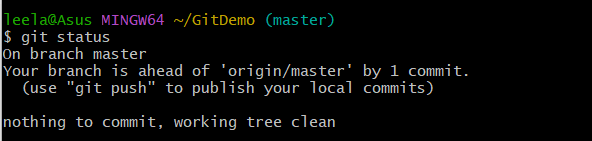 leela@Asus MINGW64 ~/GitDemo (master)
$ git status
On branch master
Your branch is ahead of 'origin/master' by 1 commit.
  (use "git push" to publish your local commits)

nothing to commit, working tree clean